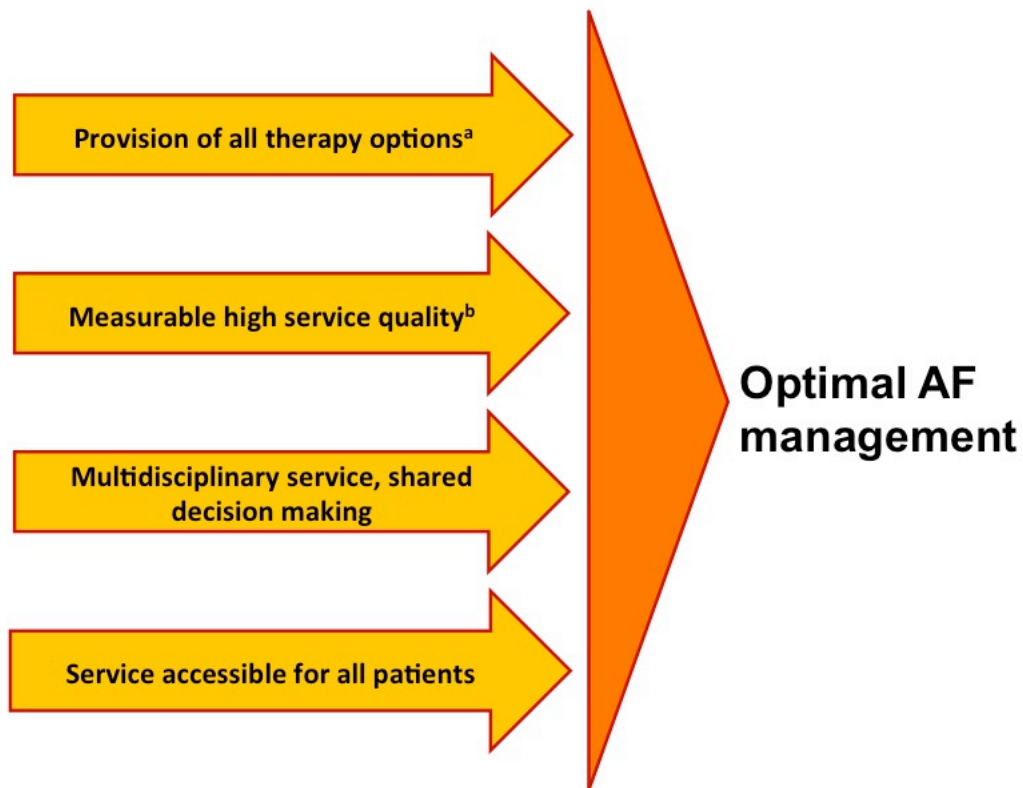 Provision of all therapy optionsᵃ
Measurable high service qualityᵇ
Multidisciplinary service, shared
decision making
Service accessible for all patients
Optimal AF
management